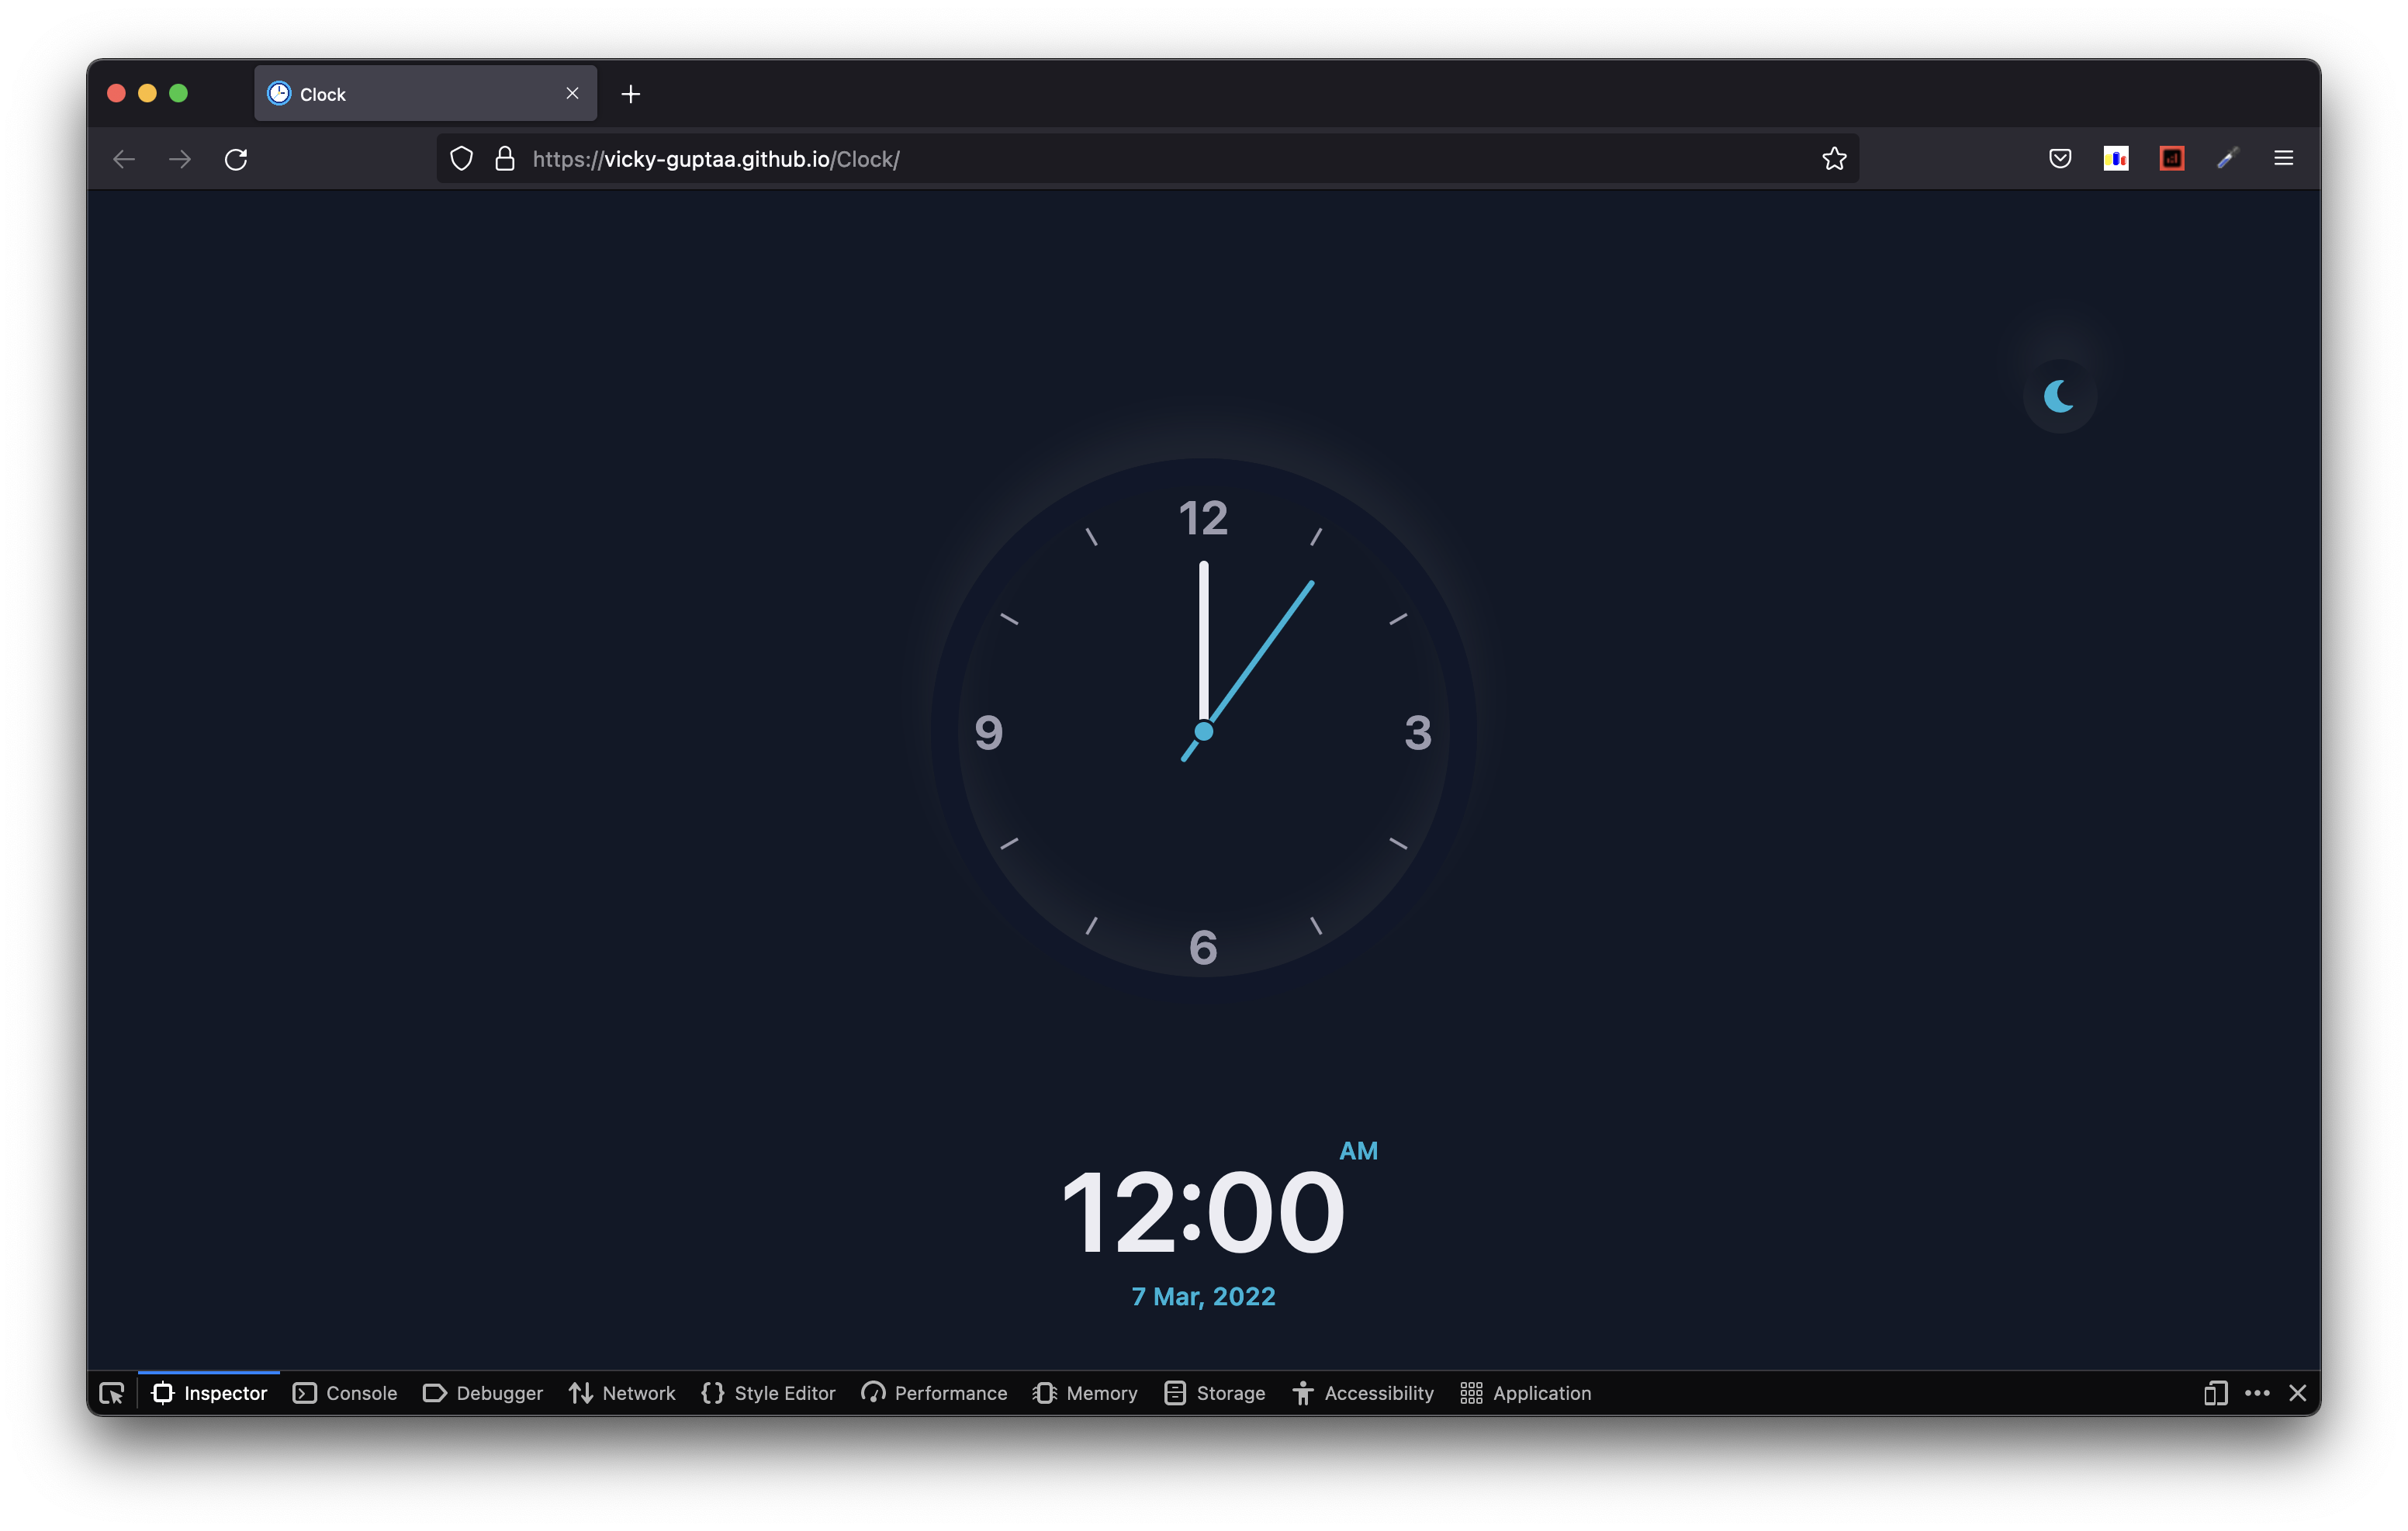 Clock
https://vicky-guptaa.github.io/Clock/
12
9
3
6
AM
12:00
7 Mar, 2022
Inspector Console Debugger Network Style Editor Performance Memory Storage Accessibility Application